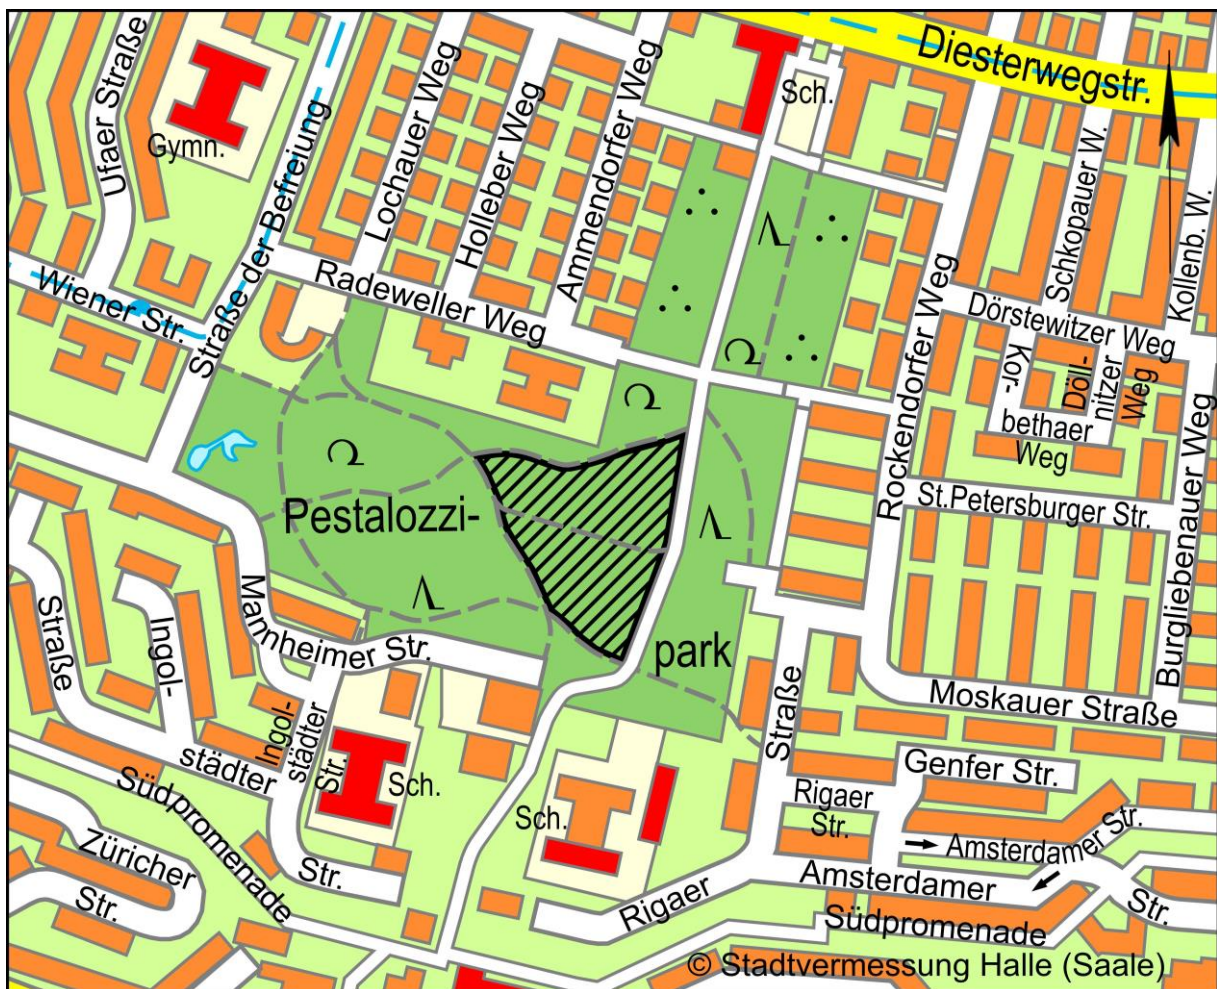 Diesterwegstr.
Ufaer Straße
Gymn.
Straße der Befreiung
Lochauer Weg
Holleber Weg
Ammendorfer Weg
Sch.
Schkopauer W.
Kollenb. W.
Wiener Str.
Radeweller Weg
Rockendorfer Weg
Dörstewitzer Weg
Kor-
bethaer
Weg
Döll-
nitzer
Weg
Pestalozzi-
park
St.Petersburger Str.
Burgliebenauer Weg
Mannheimer Str.
Straße
Ingol-
städter
Str.
Ingol-
städter
Str.
Sch.
Sch.
Straße
Moskauer Straße
Genfer Str.
Rigaer
Str.
Amsterdamer Str.
Amsterdamer
Str.
Rigaer
Südpromenade
Südpromenade
Züricher
Str.
© Stadtvermessung Halle (Saale)